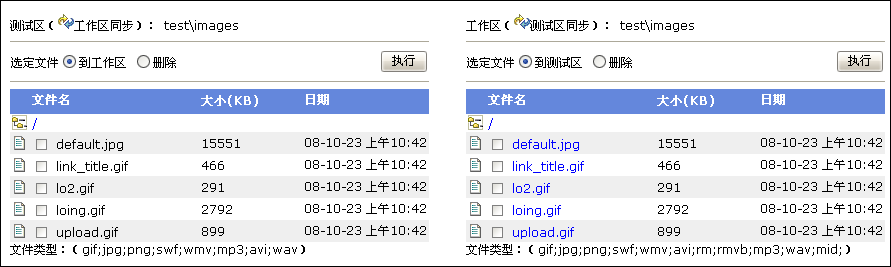 测试区（工作区同步）： test\images
选定文件 到工作区 删除 执行
文件名 大小(KB) 日期
/
default.jpg 15551 08-10-23 上午10:42
link_title.gif 466 08-10-23 上午10:42
lo2.gif 291 08-10-23 上午10:42
loing.gif 2792 08-10-23 上午10:42
upload.gif 899 08-10-23 上午10:42
文件类型：（gif;jpg;png;swf;wmv;mp3;avi;wav）
工作区（测试区同步）： test\images
选定文件 到测试区 删除 执行
文件名 大小(KB) 日期
/
default.jpg 15551 08-10-23 上午10:42
link_title.gif 466 08-10-23 上午10:42
lo2.gif 291 08-10-23 上午10:42
loing.gif 2792 08-10-23 上午10:42
upload.gif 899 08-10-23 上午10:42
文件类型：（gif;jpg;png;swf;wmv;avi;rm;rmvb;mp3;wav;mid;）